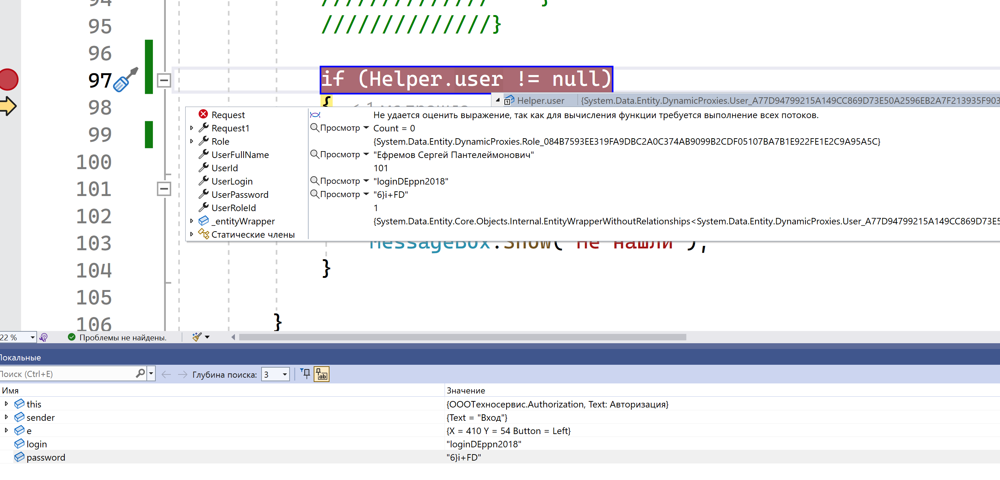 94 ////////////// }
95 //////////////}
96
97 if (Helper.user != null)
98 {
Helper.user {System.Data.Entity.DynamicProxies.User_A77D94799215A149CC869D73E50A2596EB2A7F213935F903
Request Не удается оценить выражение, так как для вычисления функции требуется выполнение всех потоков.
Request1 Просмотр Count = 0
Role {System.Data.Entity.DynamicProxies.Role_084B7593EE319FA9DBC2A0C374AB9099B2CDF05107BA7B1E922FE1E2C9A95A5C}
UserFullName Просмотр "Ефремов Сергей Пантелеймонович"
UserId 101
UserLogin Просмотр "loginDEppn2018"
UserPassword Просмотр "6}i+FD"
UserRoleId 1
_entityWrapper {System.Data.Entity.Core.Objects.Internal.EntityWrapperWithoutRelationships<System.Data.Entity.DynamicProxies.User_A77D94799215A149CC869D73E5
Статические члены
99
100
101
102
103 MessageBox.Show("Не нашли");
104 }
105
106 }
22 % Проблемы не найдены.
Локальные
Поиск (Ctrl+E) Глубина поиска: 3
Имя Значение
this {ОООТехносервис.Authorization, Text: Авторизация}
sender {Text = "Вход"}
e {X = 410 Y = 54 Button = Left}
login "loginDEppn2018"
password "6}i+FD"